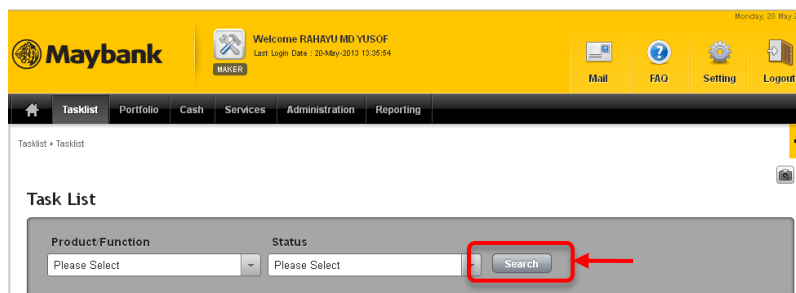 Monday, 20 May 2
Maybank
Welcome RAHAYU MD YUSOF
Last Login Date : 20-May-2013 13:35:54
MAKER
Mail FAQ Setting Logout
Tasklist Portfolio Cash Services Administration Reporting
Tasklist Tasklist
Task List
Product/Function Status
Please Select Please Select Search